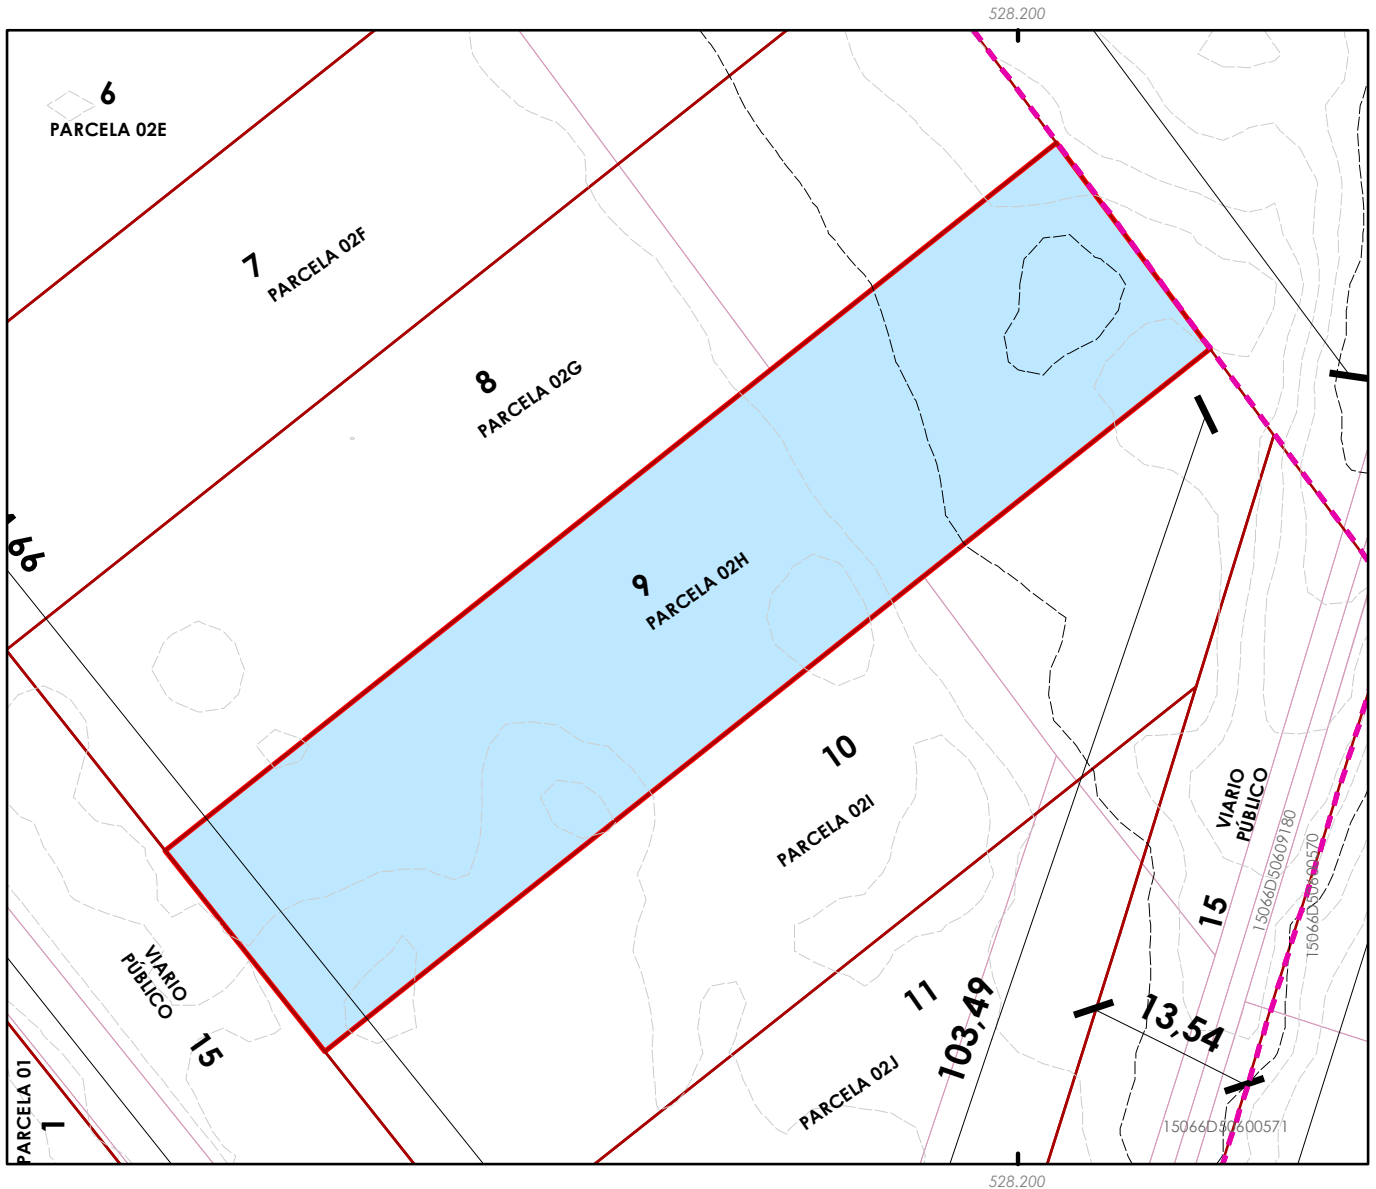 528.200
6
PARCELA 02E
7
PARCELA 02F
8
PARCELA 02G
9
PARCELA 02H
10
PARCELA 02I
11
PARCELA 02J
103,49
13,54
VIARIO
PÚBLICO
15
15066D50609180
15066D50600570
15066D50600571
VIARIO
PÚBLICO
15
PARCELA 01
1
528.200